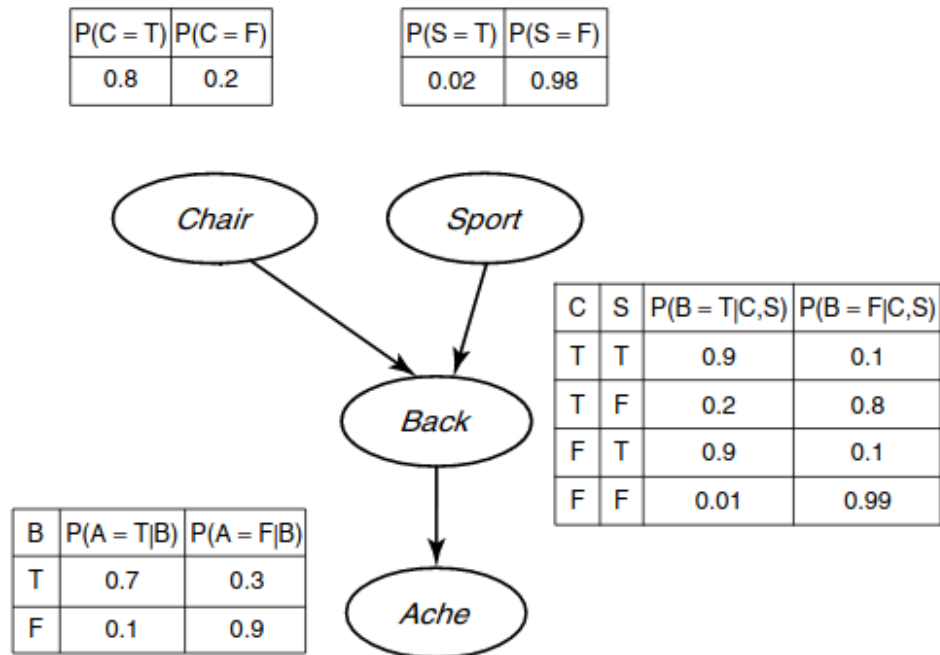 P(C = T) P(C = F)
0.8 0.2
P(S = T) P(S = F)
0.02 0.98
Chair
Sport
C S P(B = T|C,S) P(B = F|C,S)
T T 0.9 0.1
T F 0.2 0.8
F T 0.9 0.1
F F 0.01 0.99
Back
B P(A = T|B) P(A = F|B)
T 0.7 0.3
F 0.1 0.9
Ache